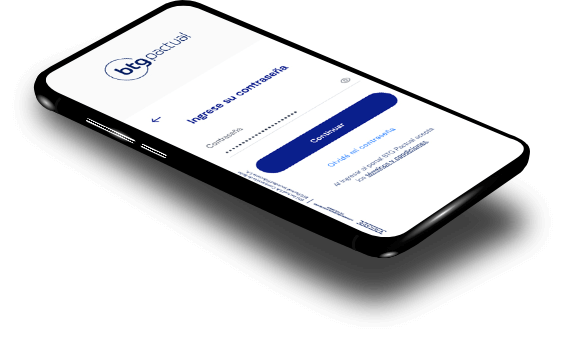 btg pactual
Ingrese su contraseña
Contraseña
Continuar
Olvidé mi contraseña
Al ingresar al portal BTG Pactual acepta
los términos y condiciones.